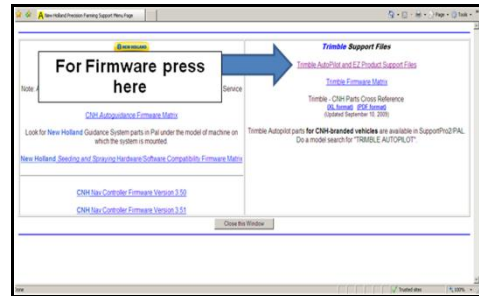 New Holland Precision Farming Support Menu Page
NEW HOLLAND
For Firmware press
here
Note: A
Service
CNH Autoguidance Firmware Matrix
Look for New Holland Guidance System parts in Pal under the model of machine on
which the system is mounted.
New Holland Seeding and Spraying Hardware/Software Compatibility Firmware Matrix
CNH Nav Controller Firmware Version 3.50
CNH Nav Controller Firmware Version 3.51
Trimble Support Files
Trimble AutoPilot and EZ Product Support Files
Trimble Firmware Matrix
Trimble - CNH Parts Cross Reference
(XL format) (PDF format)
(Updated September 10, 2005)
Trimble Autopilot parts for CNH-branded vehicles are available in SupportPro2/PAL.
Do a model search for "TRIMBLE AUTOPILOT".
Close this Window
Trusted sites
100%